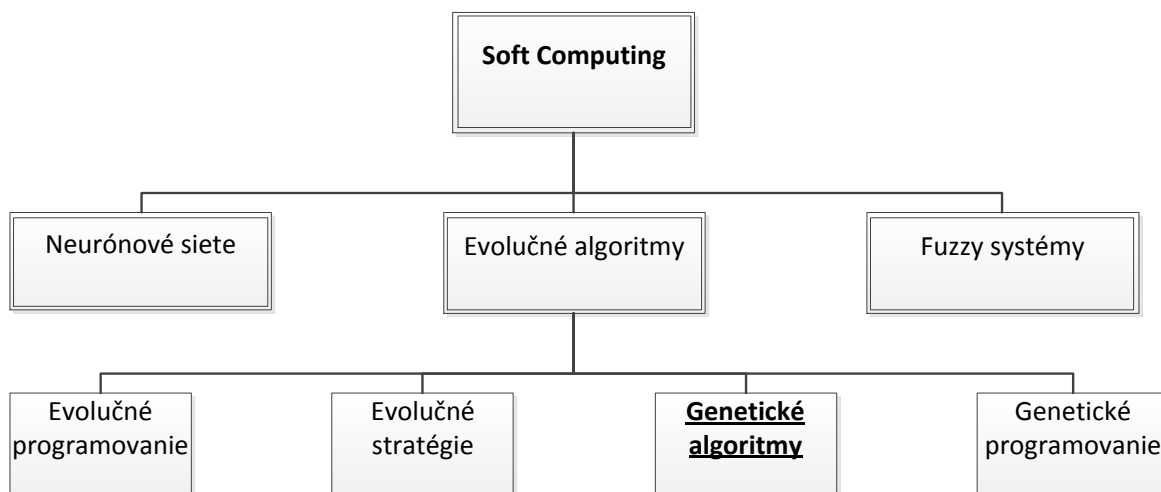 Soft Computing
Neurónové siete
Evolučné algoritmy
Fuzzy systémy
Evolučné
programovanie
Evolučné
stratégie
Genetické
algoritmy
Genetické
programovanie